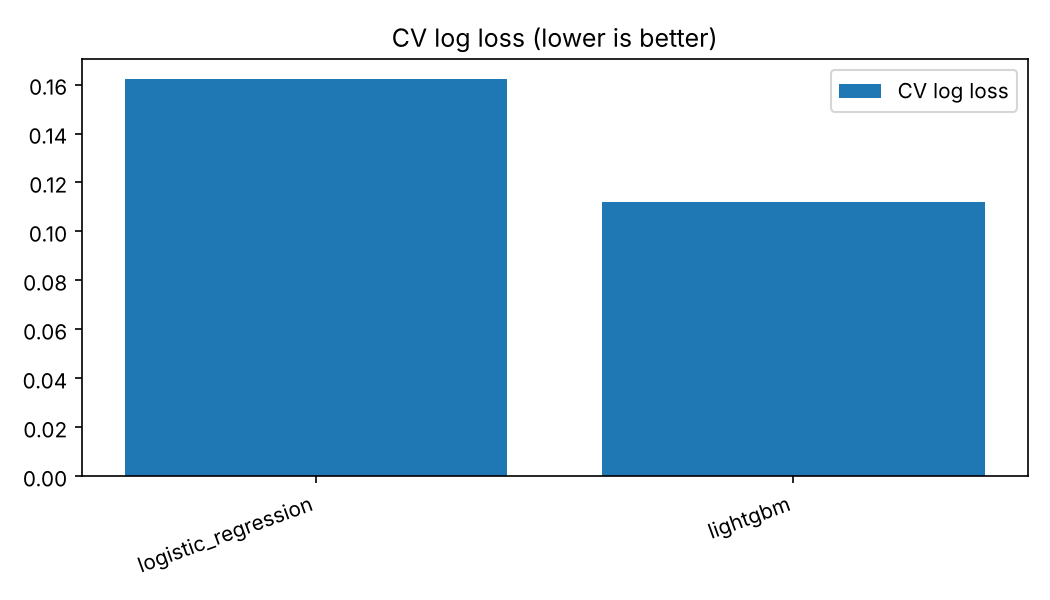 CV log loss (lower is better)
CV log loss
0.16
0.14
0.12
0.10
0.08
0.06
0.04
0.02
0.00
logistic_regression
lightgbm